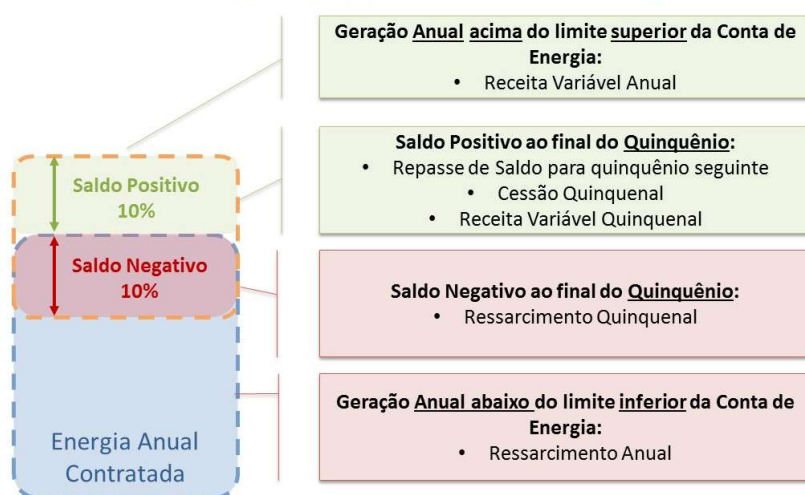 Geração Anual acima do limite superior da Conta de
Energia:
• Receita Variável Anual
Saldo Positivo ao final do Quinquênio:
• Repasse de Saldo para quinquênio seguinte
• Cessão Quinquenal
• Receita Variável Quinquenal
Saldo Positivo
10%
Saldo Negativo
10%
Saldo Negativo ao final do Quinquênio:
• Ressarcimento Quinquenal
Geração Anual abaixo do limite inferior da Conta de
Energia:
• Ressarcimento Anual
Energia Anual
Contratada